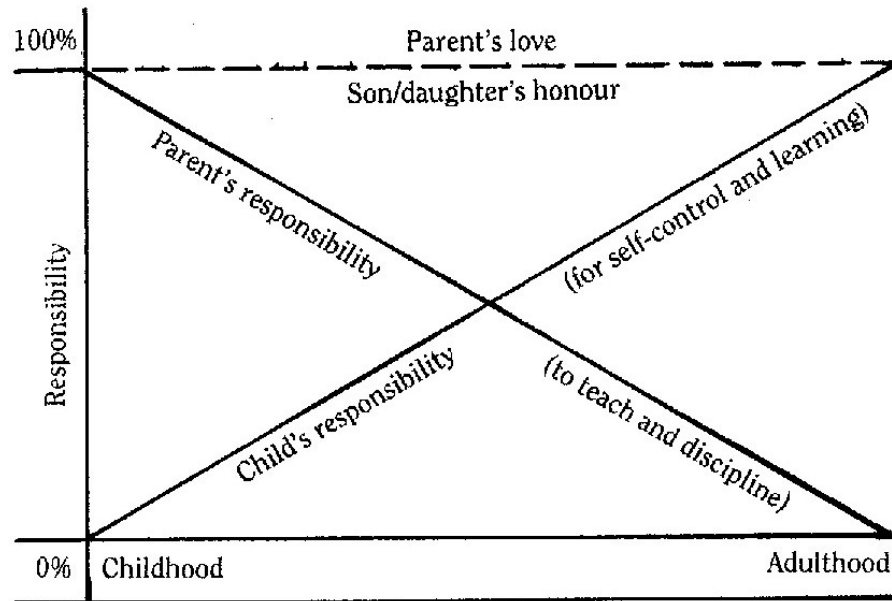 100%
Parent's love
Son/daughter's honour
Parent's responsibility
(for self-control and learning)
Responsibility
Child's responsibility
(to teach and discipline)
0%
Childhood
Adulthood